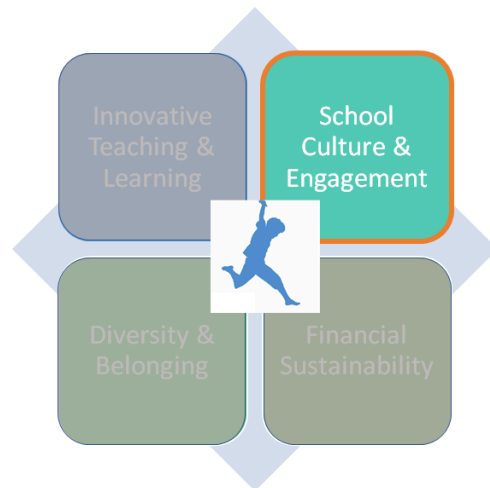 Innovative
Teaching &
Learning
School
Culture &
Engagement
Diversity &
Belonging
Financial
Sustainability